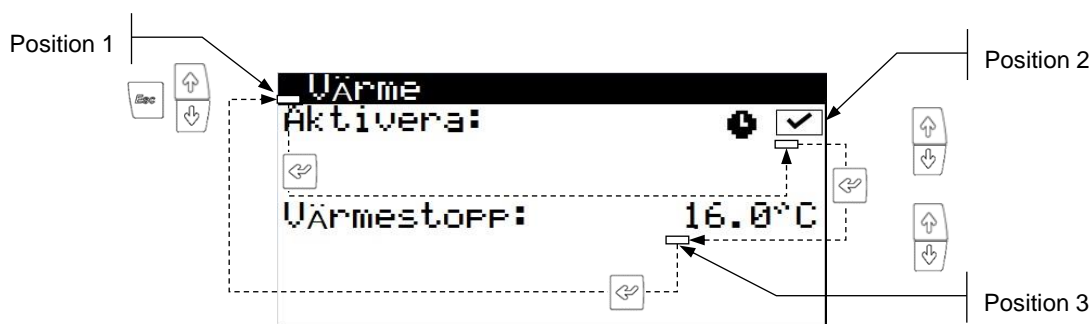 Position 1
Position 2
Esc
Värme
Aktivera:
Värmestopp: 16.0°C
Position 3